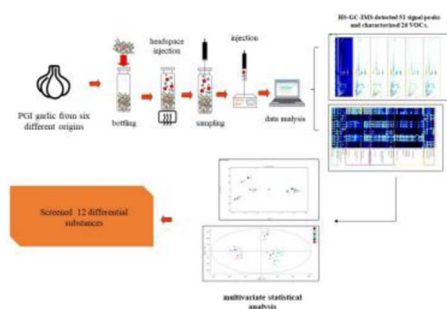 HS-GC-IMS detected 53 signal peaks
and characterized 24 VOCs.
headspace
injection
injection
PGI garlic from six
different origins
bottling
sampling
data analysis
Screened 12 differential
substances
multivariate statistical
analysis